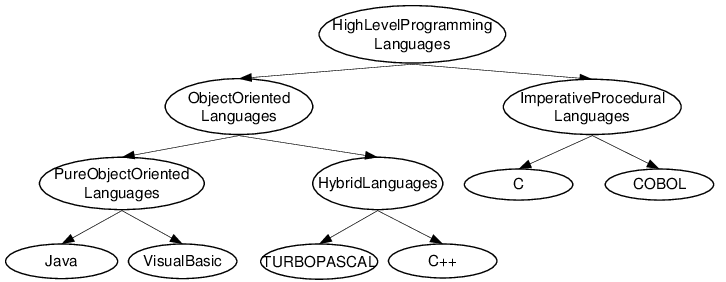 HighLevelProgramming
Languages
ObjectOriented
Languages
ImperativeProcedural
Languages
PureObjectOriented
Languages
HybridLanguages
C
COBOL
Java
VisualBasic
TURBOPASCAL
C++